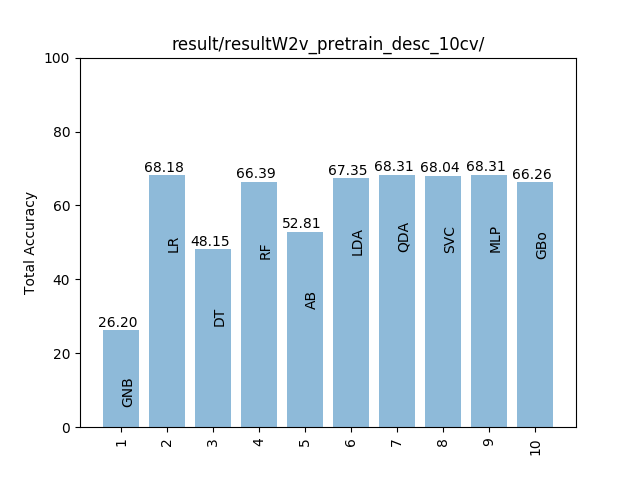 result/resultW2v_pretrain_desc_10cv/
Total Accuracy
100
80
60
40
20
0
26.20
68.18
48.15
66.39
52.81
67.35
68.31
68.04
68.31
66.26
GNB
LR
DT
RF
AB
LDA
QDA
SVC
MLP
GBo
1
2
3
4
5
6
7
8
9
10